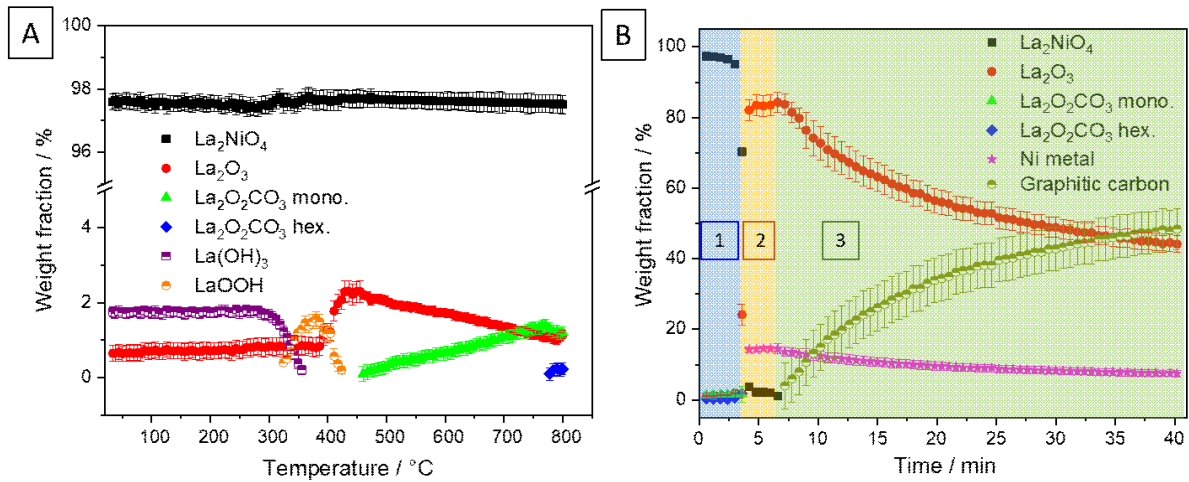 A
Weight fraction / %
100
98
96
4
2
0
La₂NiO₄
La₂O₃
La₂O₂CO₃ mono.
La₂O₂CO₃ hex.
La(OH)₃
LaOOH
100 200 300 400 500 600 700 800
Temperature / °C
B
Weight fraction / %
100
80
60
40
20
0
La₂NiO₄
La₂O₃
La₂O₂CO₃ mono.
La₂O₂CO₃ hex.
Ni metal
Graphitic carbon
1 2 3
0 5 10 15 20 25 30 35 40
Time / min